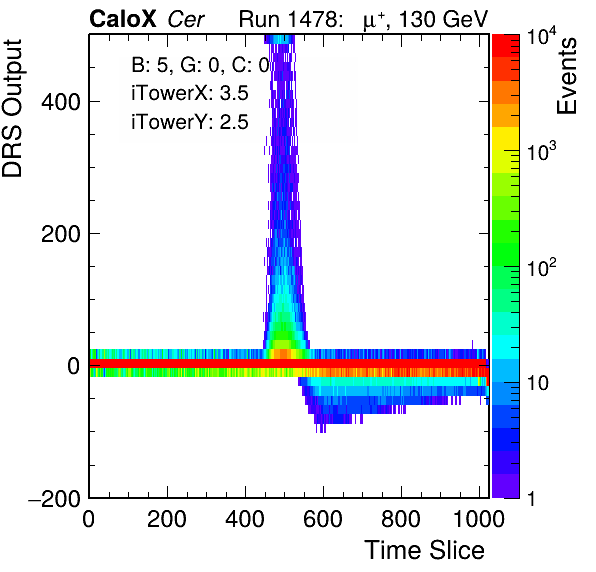 CaloX Cer Run 1478: μ⁺, 130 GeV
B: 5, G: 0, C: 0
iTowerX: 3.5
iTowerY: 2.5
DRS Output
400
200
0
−200
0 200 400 600 800 1000
Time Slice
Events
10⁴
10³
10²
10
1